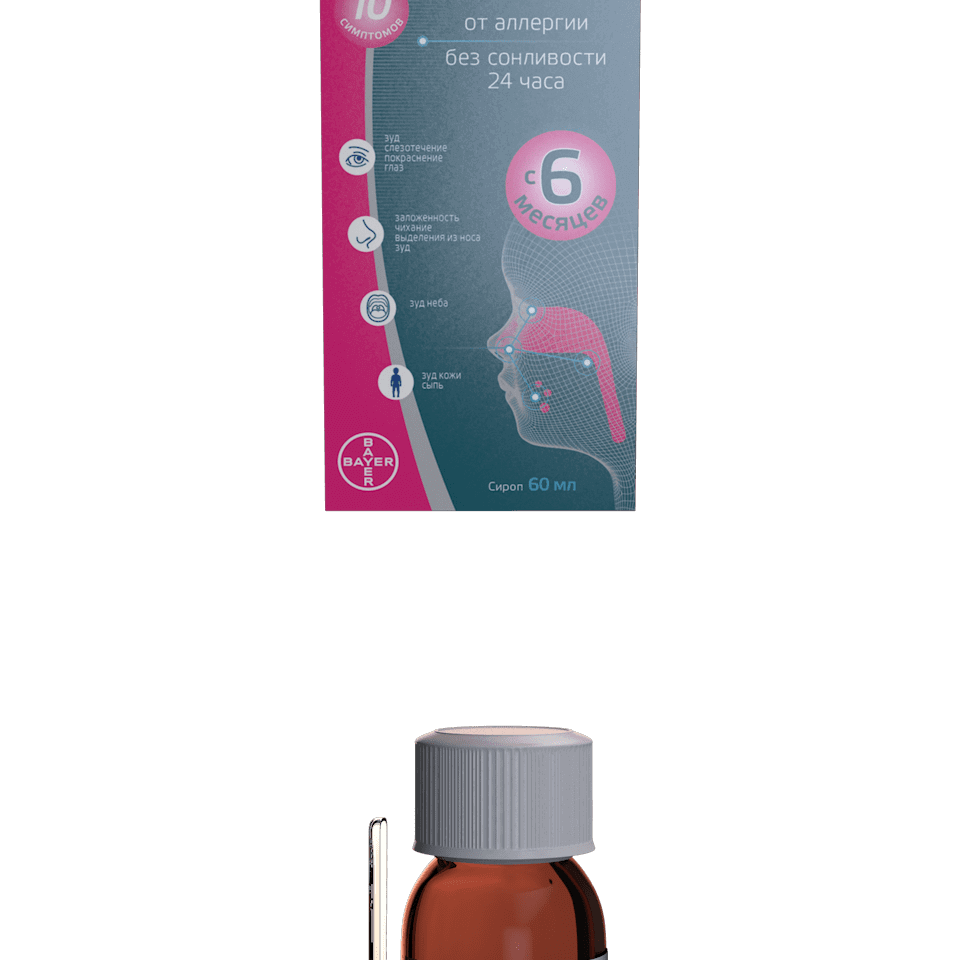 10
СИМПТОМОВ
от аллергии
без сонливости
24 часа
зуд
слезотечение
покраснение
глаз
с 6
месяцев
заложенность
чихание
выделения из носа
зуд
зуд неба
зуд кожи
сыпь
BAYER
BAYER
Сироп 60 мл